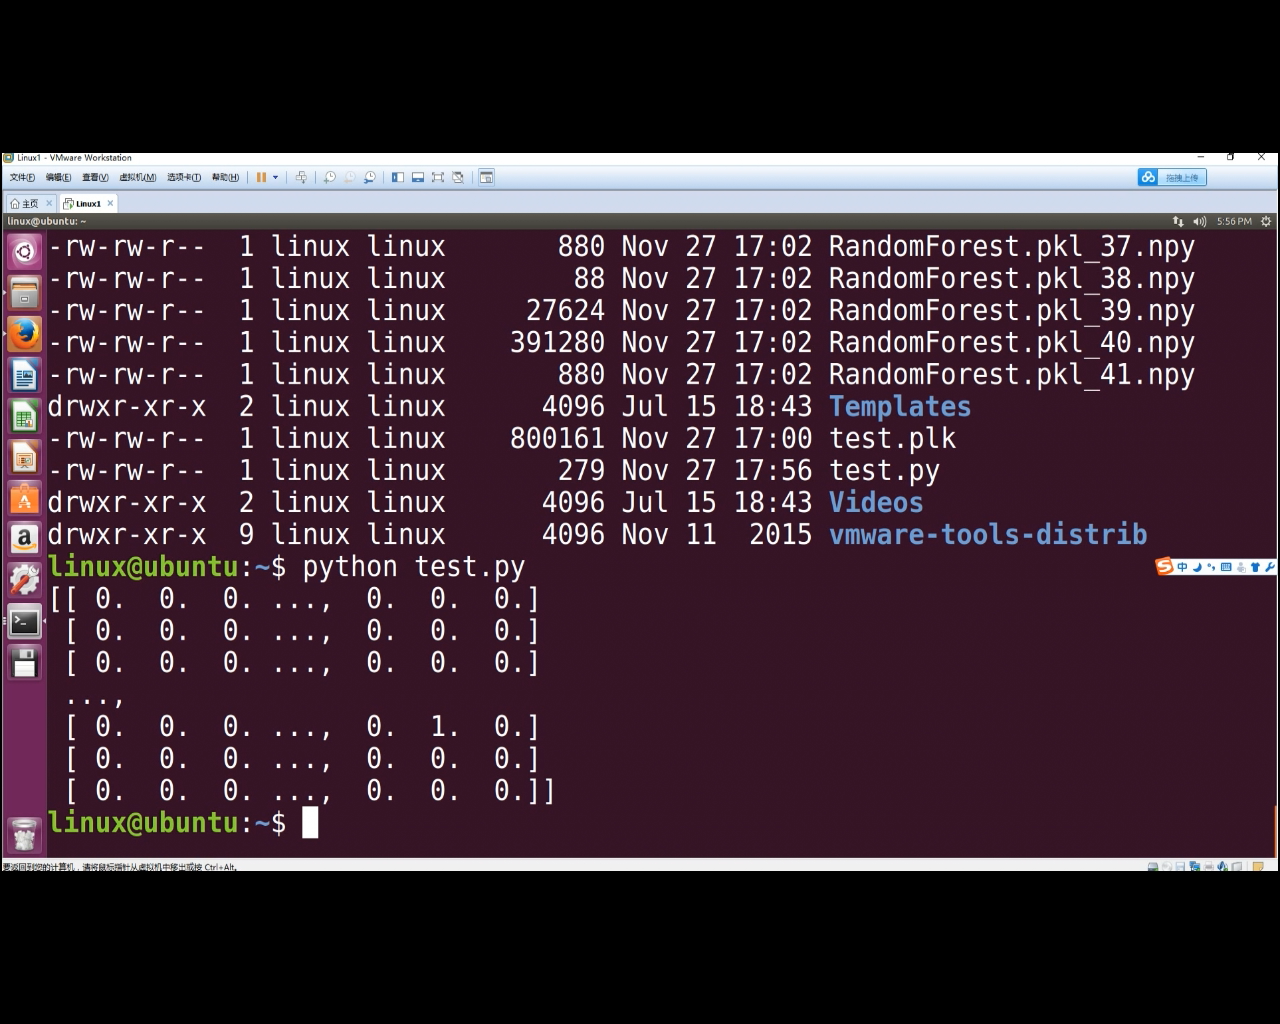 Linux1 - VMware Workstation
文件(F) 编辑(E) 查看(V) 虚拟机(M) 选项卡(T) 帮助(H)
拖拽上传
主页 Linux1
linux@ubuntu: ~ 5:56 PM
-rw-rw-r-- 1 linux linux 880 Nov 27 17:02 RandomForest.pkl_37.npy
-rw-rw-r-- 1 linux linux 88 Nov 27 17:02 RandomForest.pkl_38.npy
-rw-rw-r-- 1 linux linux 27624 Nov 27 17:02 RandomForest.pkl_39.npy
-rw-rw-r-- 1 linux linux 391280 Nov 27 17:02 RandomForest.pkl_40.npy
-rw-rw-r-- 1 linux linux 880 Nov 27 17:02 RandomForest.pkl_41.npy
drwxr-xr-x 2 linux linux 4096 Jul 15 18:43 Templates
-rw-rw-r-- 1 linux linux 800161 Nov 27 17:00 test.plk
-rw-rw-r-- 1 linux linux 279 Nov 27 17:56 test.py
drwxr-xr-x 2 linux linux 4096 Jul 15 18:43 Videos
drwxr-xr-x 9 linux linux 4096 Nov 11 2015 vmware-tools-distrib
linux@ubuntu:~$ python test.py
中
[[ 0. 0. 0. ..., 0. 0. 0.]
[ 0. 0. 0. ..., 0. 0. 0.]
[ 0. 0. 0. ..., 0. 0. 0.]
...,
[ 0. 0. 0. ..., 0. 1. 0.]
[ 0. 0. 0. ..., 0. 0. 0.]
[ 0. 0. 0. ..., 0. 0. 0.]]
linux@ubuntu:~$
要返回到您的计算机，请将鼠标指针从虚拟机中移出或按 Ctrl+Alt。